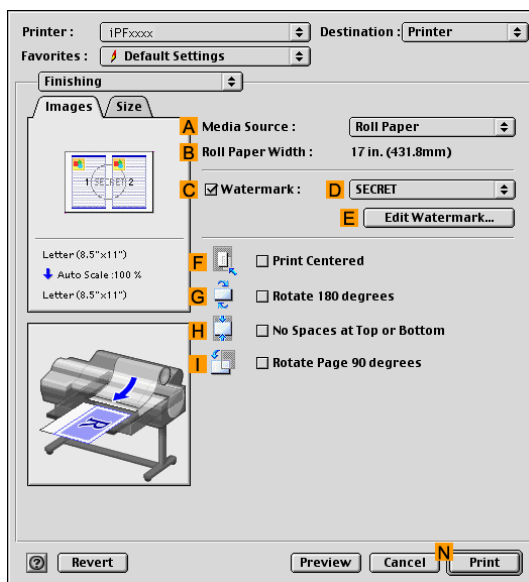 Printer : iPFxxxx Destination : Printer
Favorites : Default Settings
Finishing
Images Size
A Media Source : Roll Paper
B Roll Paper Width : 17 in. (431.8mm)
1 SECRET 2
C Watermark : D SECRET
E Edit Watermark...
Letter (8.5"x11")
Auto Scale :100 %
Letter (8.5"x11")
F Print Centered
G Rotate 180 degrees
H No Spaces at Top or Bottom
I Rotate Page 90 degrees
R
? Revert Preview Cancel N Print